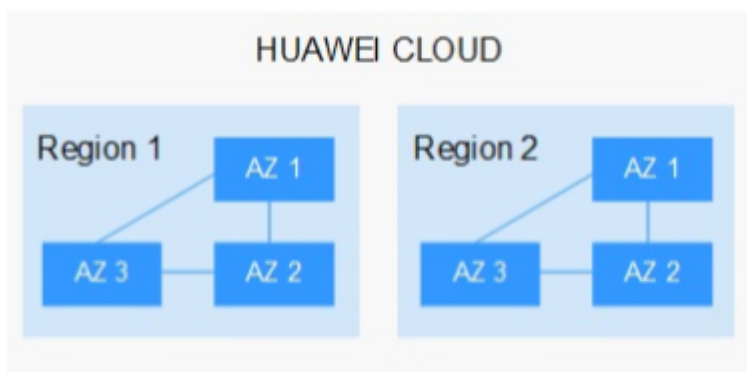 HUAWEI CLOUD
Region 1
AZ 1
AZ 3
AZ 2
Region 2
AZ 1
AZ 3
AZ 2